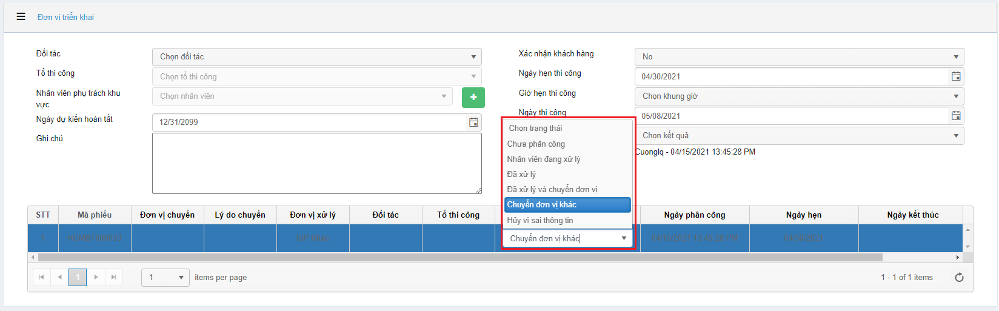 Đơn vị triển khai
Đối tác
Chọn đối tác
Tổ thi công
Chọn tổ thi công
Nhân viên phụ trách khu
vực
Chọn nhân viên
Ngày dự kiến hoàn tất
12/31/2099
Ghi chú
Xác nhận khách hàng
No
Ngày hẹn thi công
04/30/2021
Giờ hẹn thi công
Chọn khung giờ
Ngày thi công
05/08/2021
Chọn kết quả
Cuonglq - 04/15/2021 13:45:28 PM
Chọn trạng thái
Chưa phân công
Nhân viên đang xử lý
Đã xử lý
Đã xử lý và chuyển đơn vị
Chuyển đơn vị khác
Hủy vì sai thông tin
STT Mã phiếu Đơn vị chuyển Lý do chuyển Đơn vị xử lý Đối tác Tổ thi công Ngày phân công Ngày hẹn Ngày kết thúc
1 HCMBT000033 ISP Khác Chuyển đơn vị khác 04/15/2021 13:45:28 PM 04/30/2021
1 1 items per page 1 - 1 of 1 items